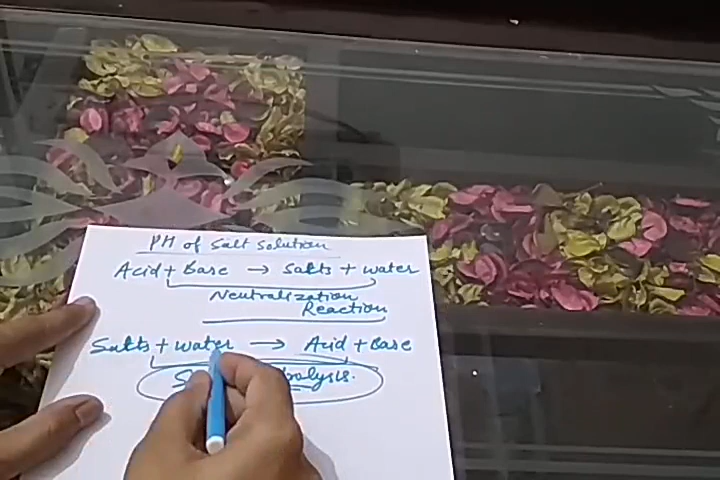 PH of Salt Solution
Acid + Base → Salts + water
Neutralization
Reaction
Salts + water → Acid + Base